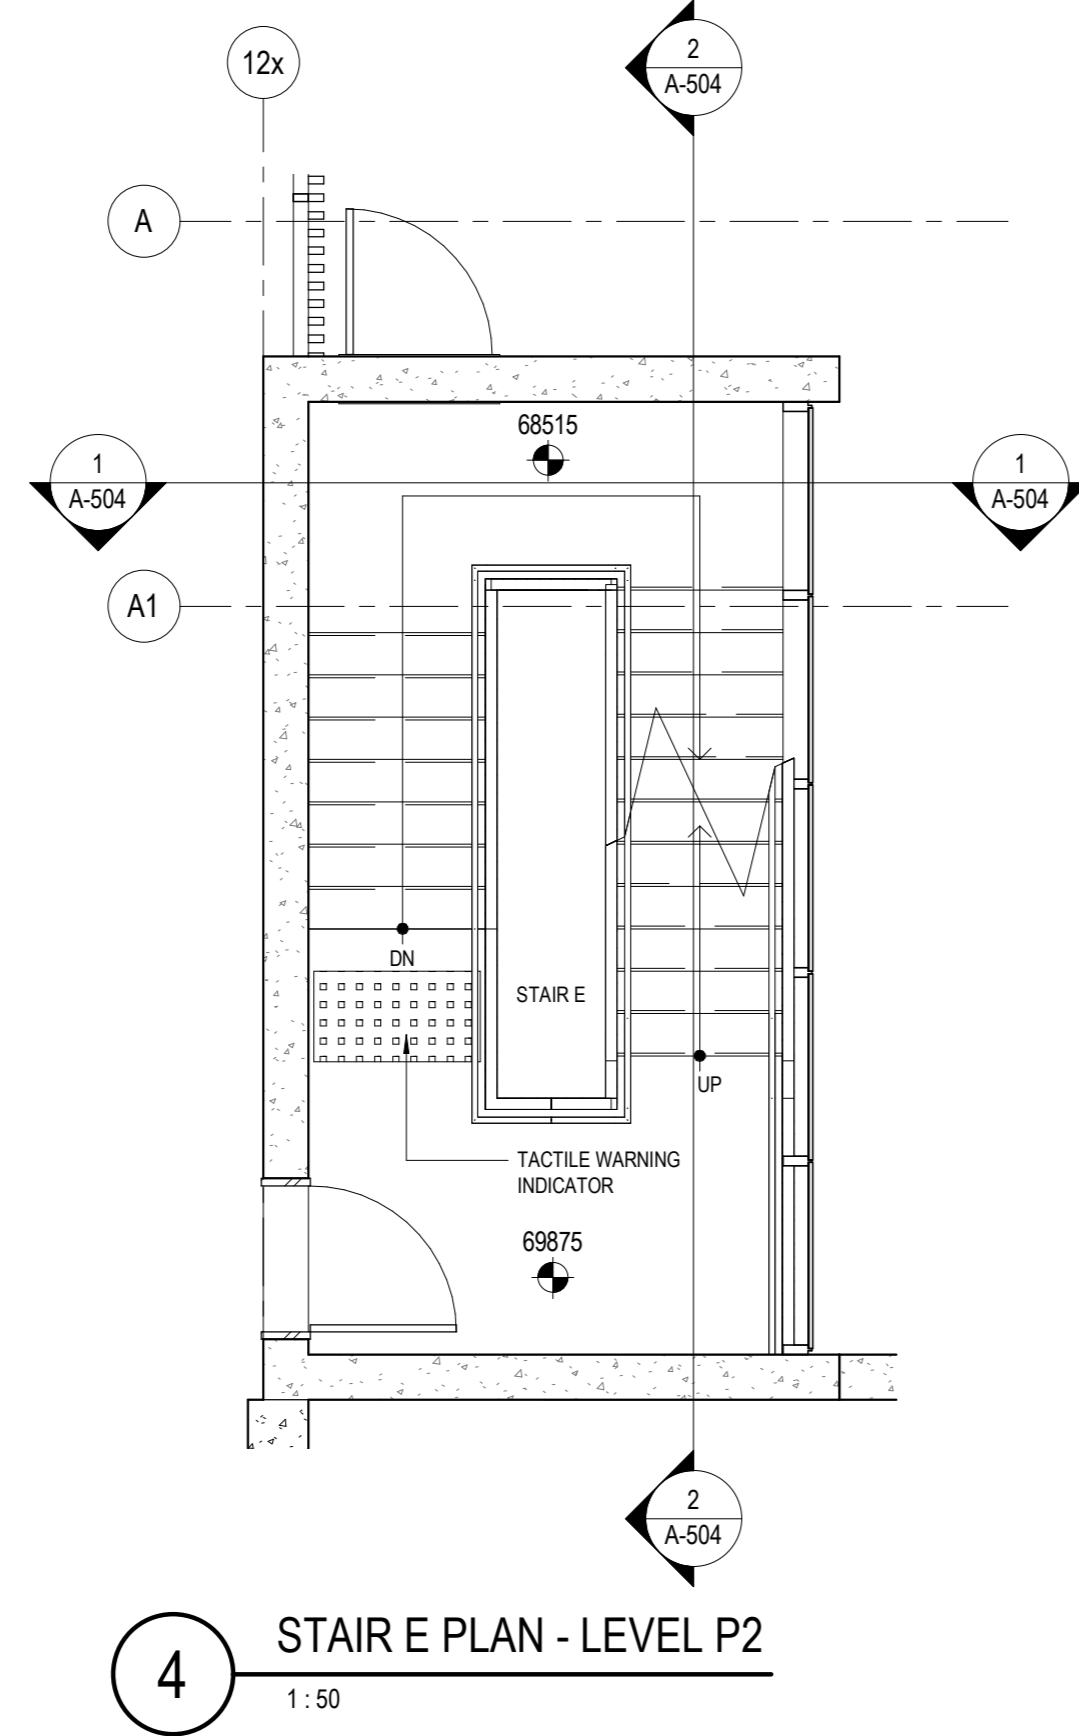 12x
2
A-504
A
68515
1
A-504
1
A-504
A1
DN
STAIR E
UP
TACTILE WARNING
INDICATOR
69875
2
A-504
4
STAIR E PLAN - LEVEL P2
1 : 50